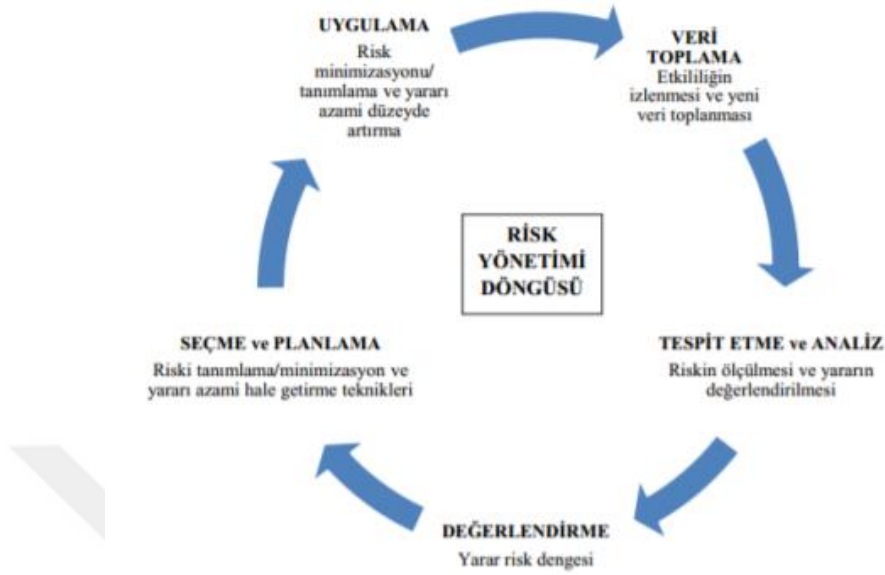 UYGULAMA
Risk
minimizasyonu/
tanımlama ve yararı
azami düzeyde
artırma
VERİ
TOPLAMA
Etkililiğin
izlenmesi ve yeni
veri toplanması
RİSK
YÖNETİMİ
DÖNGÜSÜ
SEÇME ve PLANLAMA
Riski tanımlama/minimizasyon ve
yararı azami hale getirme teknikleri
TESPİT ETME ve ANALİZ
Riskin ölçülmesi ve yararın
değerlendirilmesi
DEĞERLENDİRME
Yarar risk dengesi